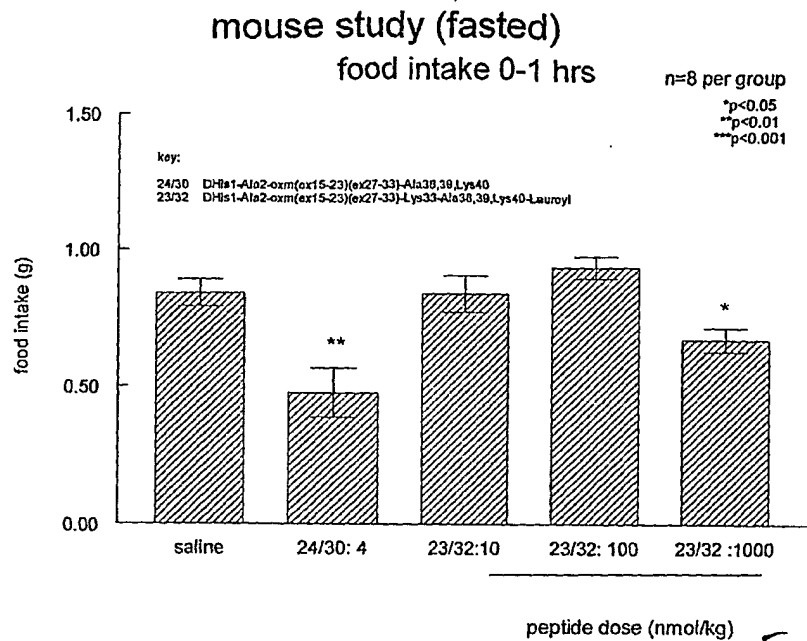 mouse study (fasted)
food intake 0-1 hrs
n=8 per group
*p<0.05
**p<0.01
***p<0.001
1.50
key:
24/30 DHis1-Ala2-oxm(ex15-23)(ex27-33)-Ala38,39,Lys40
23/32 DHis1-Ala2-oxm(ex15-23)(ex27-33)-Lys33-Ala38,39,Lys40-Lauroyl
1.00
0.50
0.00
food intake (g)
**
*
saline 24/30: 4 23/32:10 23/32: 100 23/32 :1000
peptide dose (nmol/kg)